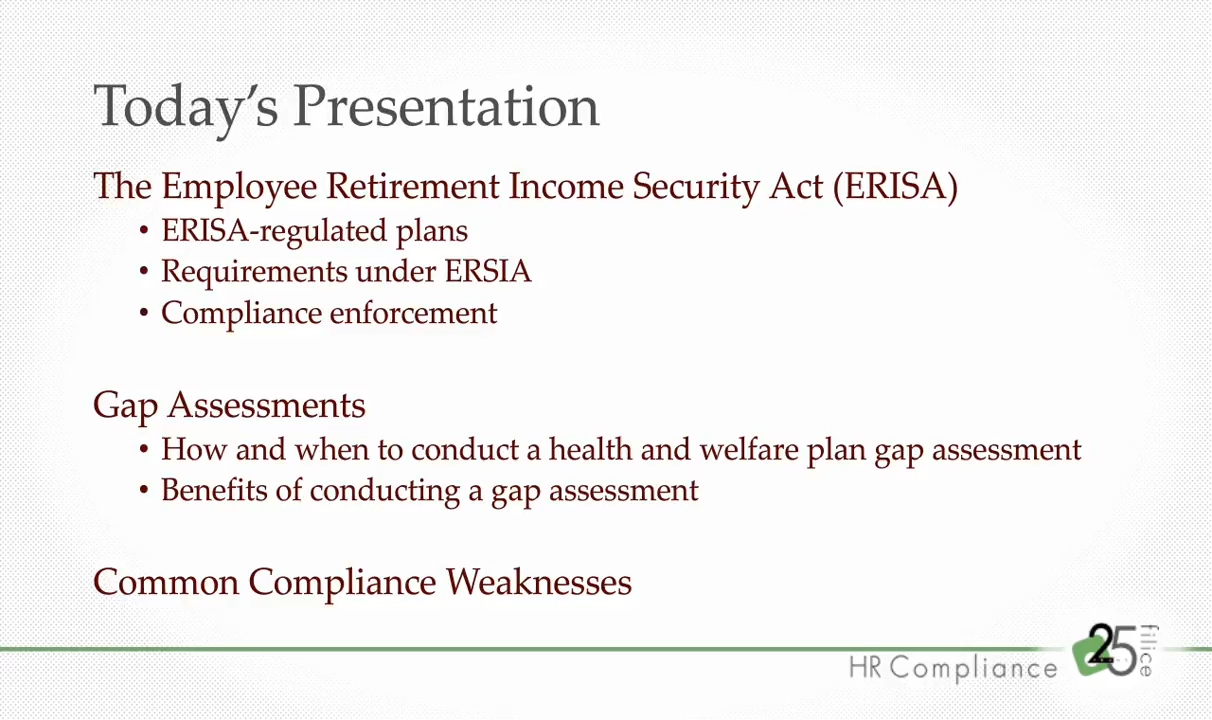 Today’s Presentation
The Employee Retirement Income Security Act (ERISA)
• ERISA-regulated plans
• Requirements under ERSIA
• Compliance enforcement
Gap Assessments
• How and when to conduct a health and welfare plan gap assessment
• Benefits of conducting a gap assessment
Common Compliance Weaknesses
HR Compliance
25
filice